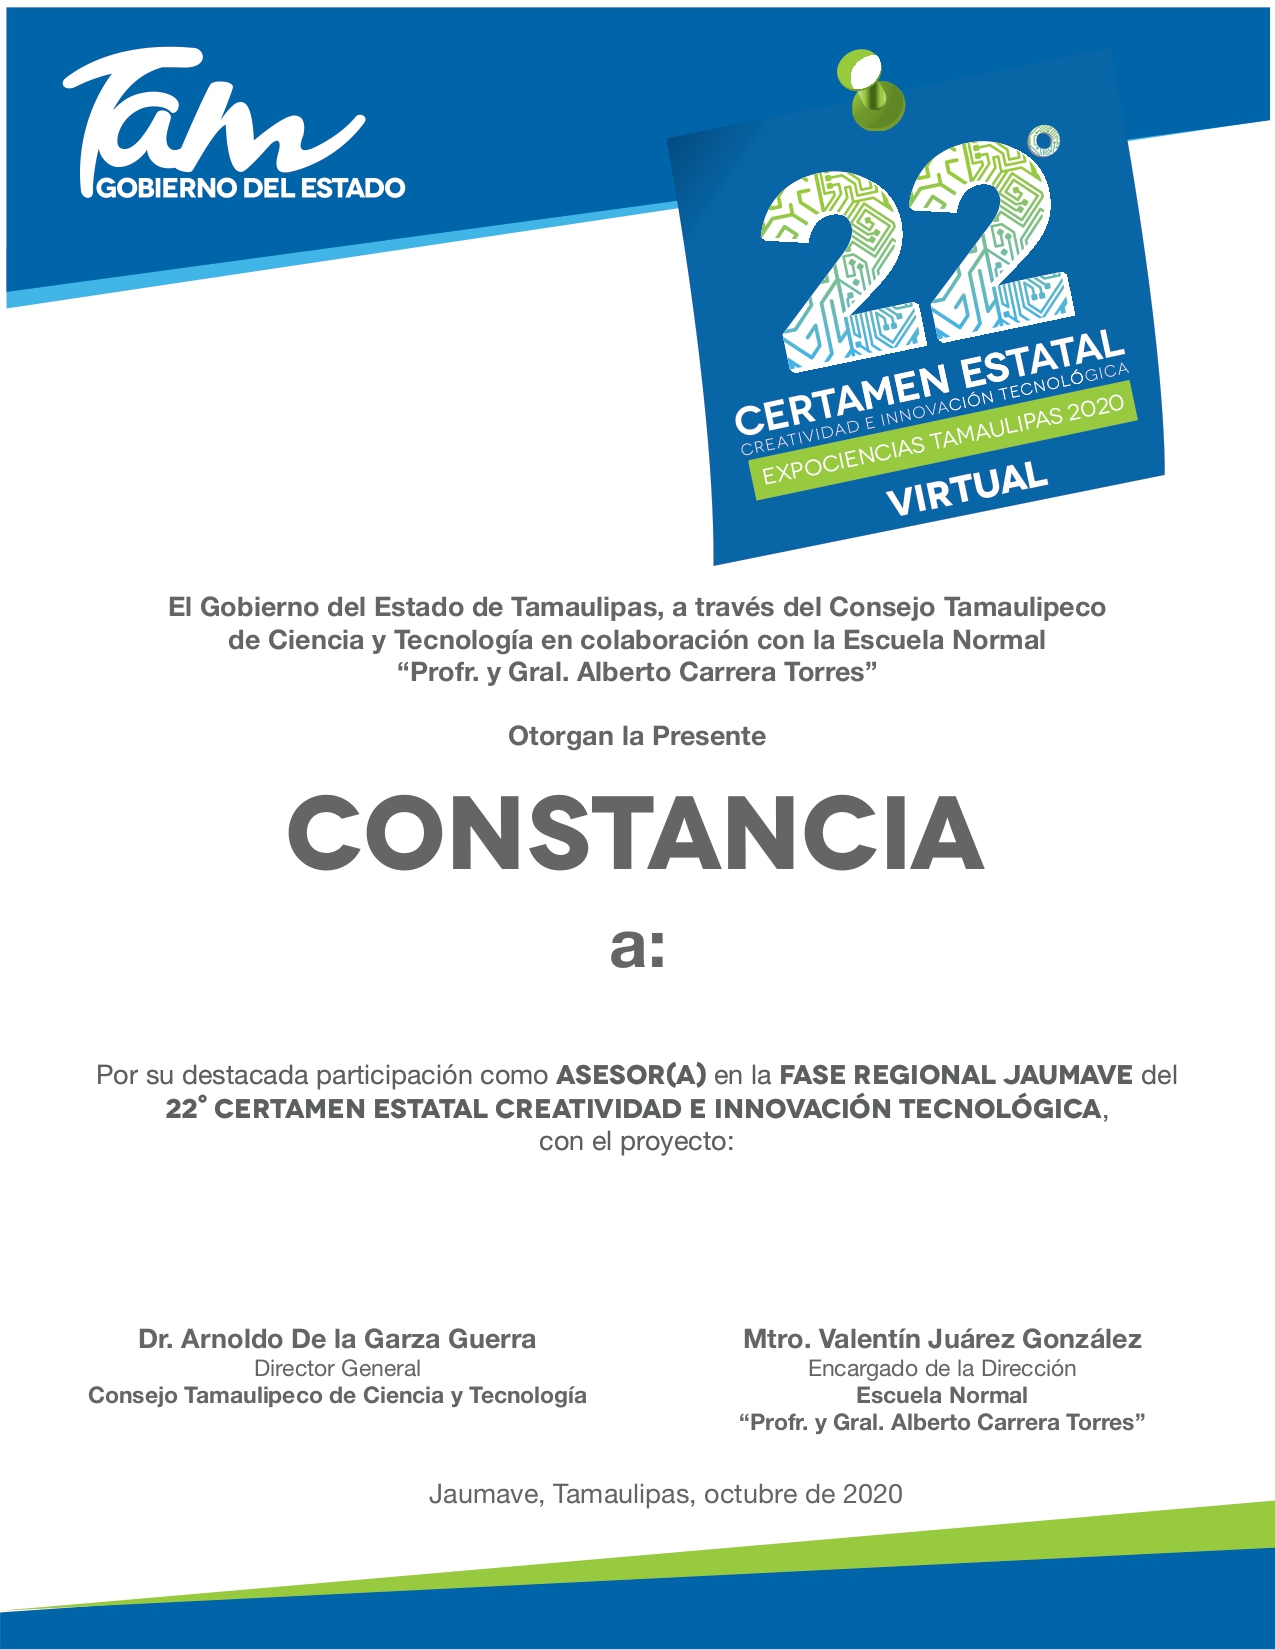 Tam
GOBIERNO DEL ESTADO
22°
CERTAMEN ESTATAL
CREATIVIDAD E INNOVACIÓN TECNOLÓGICA
EXPOCIENCIAS TAMAULIPAS 2020
VIRTUAL
El Gobierno del Estado de Tamaulipas, a través del Consejo Tamaulipeco
de Ciencia y Tecnología en colaboración con la Escuela Normal
“Profr. y Gral. Alberto Carrera Torres”
Otorgan la Presente
CONSTANCIA
a:
Por su destacada participación como ASESOR(A) en la FASE REGIONAL JAUMAVE del
22° CERTAMEN ESTATAL CREATIVIDAD E INNOVACIÓN TECNOLÓGICA,
con el proyecto:
Dr. Arnoldo De la Garza Guerra
Director General
Consejo Tamaulipeco de Ciencia y Tecnología
Mtro. Valentín Juárez González
Encargado de la Dirección
Escuela Normal
“Profr. y Gral. Alberto Carrera Torres”
Jaumave, Tamaulipas, octubre de 2020